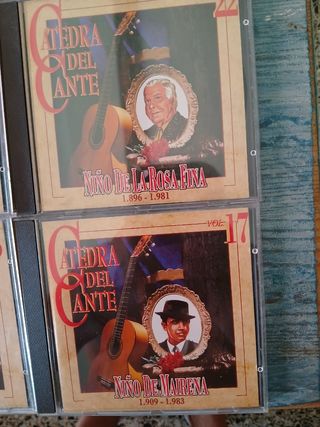 22
CATEDRA
DEL
CANTE
NIÑO DE LA ROSA FINA
1.896 - 1.981
VOL. 17
CATEDRA
DEL
CANTE
NIÑO DE MAIRENA
1.909 - 1.983